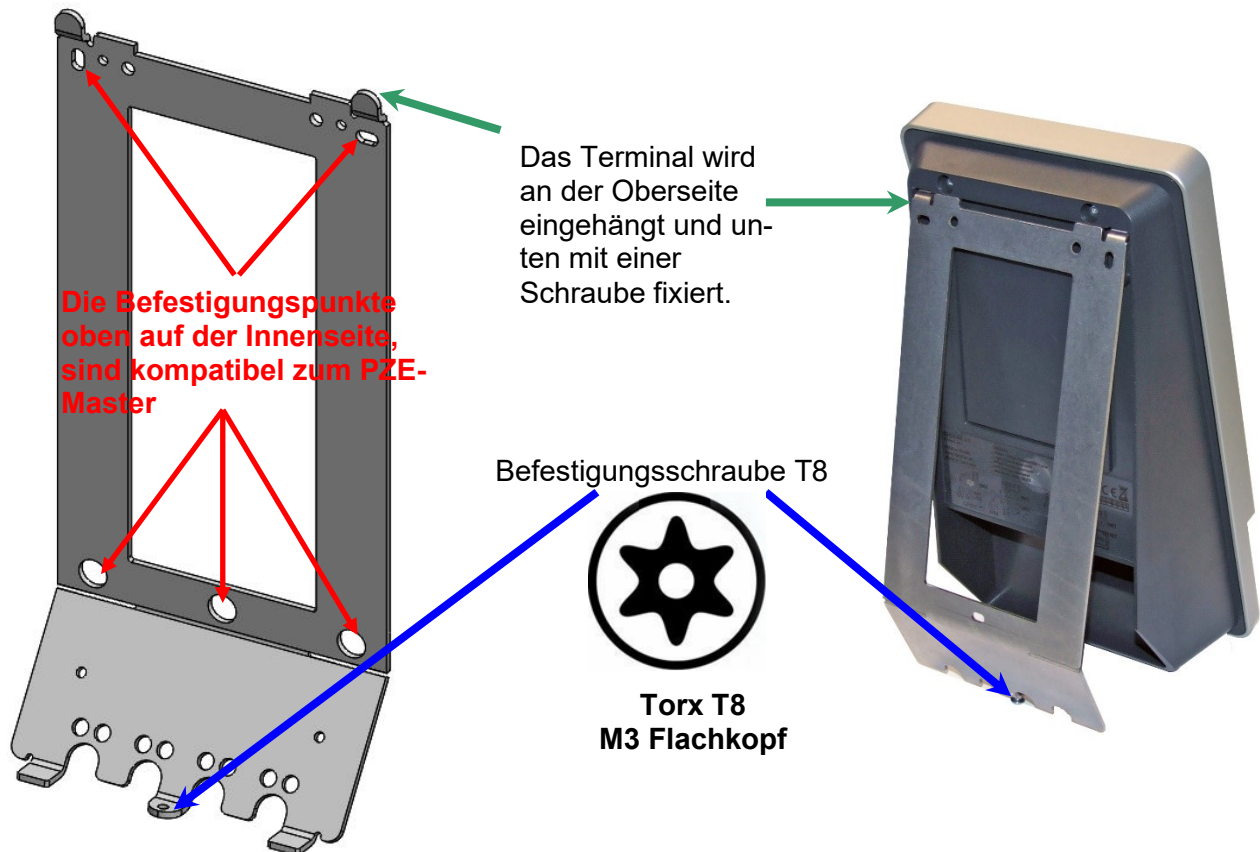 Das Terminal wird
an der Oberseite
eingehängt und un-
ten mit einer
Schraube fixiert.
Die Befestigungspunkte
oben auf der Innenseite,
sind kompatibel zum PZE-
Master
Befestigungsschraube T8
Torx T8
M3 Flachkopf